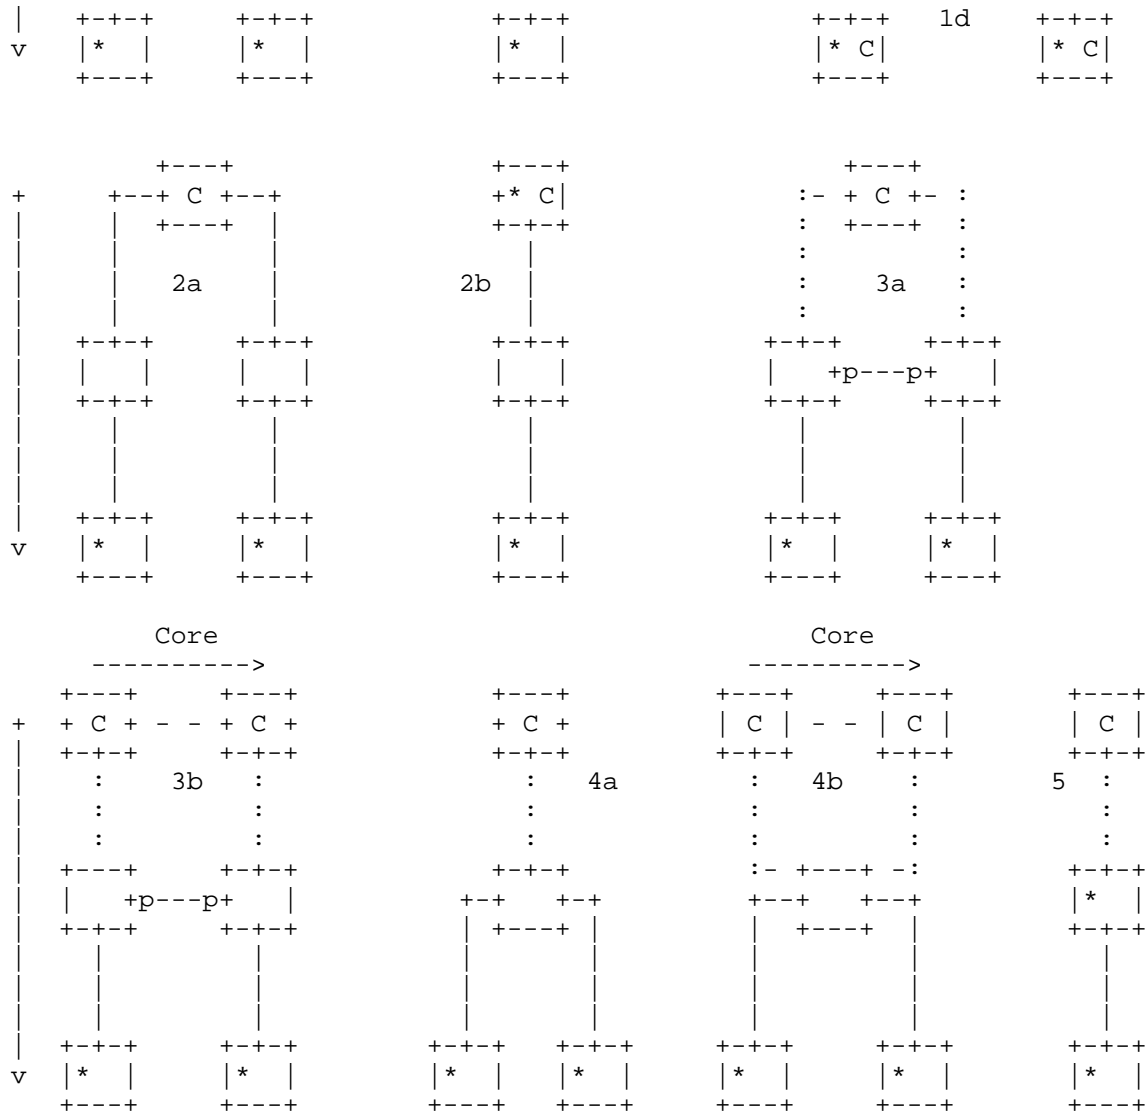 |       +-+-+     +-+-+           +-+-+               +-+-+   1d    +-+-+
v       |*  |     |*  |           |*  |               |* C|         |* C|
        +---+     +---+           +---+               +---+         +---+

             +---+                +---+                 +---+
+      +--+ C +--+                +* C|              :- + C +- :
|      |  +---+  |                +-+-+              :  +---+  :
|      |         |                  |                :         :
|      |   2a    |              2b  |                :   3a    :
|      |         |                  |                :         :
|    +-+-+     +-+-+              +-+-+            +-+-+     +-+-+
|    |   |     |   |              |   |            |   +p---p+   |
|    +-+-+     +-+-+              +-+-+            +-+-+     +-+-+
|      |         |                  |                |         |
|      |         |                  |                |         |
|      |         |                  |                |         |
|    +-+-+     +-+-+              +-+-+            +-+-+     +-+-+
v    |*  |     |*  |              |*  |            |*  |     |*  |
     +---+     +---+              +---+            +---+     +---+

         Core                                     Core
     ---------->                              ---------->
   +---+     +---+            +---+         +---+     +---+       +---+
+  + C + - - + C +            + C +         | C | - - | C |       | C |
|  +-+-+     +-+-+            +-+-+         +-+-+     +-+-+       +-+-+
|    :   3b    :                :   4a        :   4b    :      5    :
|    :         :                :             :         :           :
|    :         :                :             :         :           :
|  +---+     +-+-+            +-+-+           :- +---+ -:         +-+-+
|  |   +p---p+   |          +-+   +-+         +--+   +--+         |*  |
|  +-+-+     +-+-+          | +---+ |         |  +---+  |         +-+-+
|    |         |            |       |         |         |           |
|    |         |            |       |         |         |           |
|    |         |            |       |         |         |           |
|  +-+-+     +-+-+        +-+-+   +-+-+     +-+-+     +-+-+       +-+-+
v  |*  |     |*  |        |*  |   |*  |     |*  |     |*  |       |*  |
   +---+     +---+        +---+   +---+     +---+     +---+       +---+